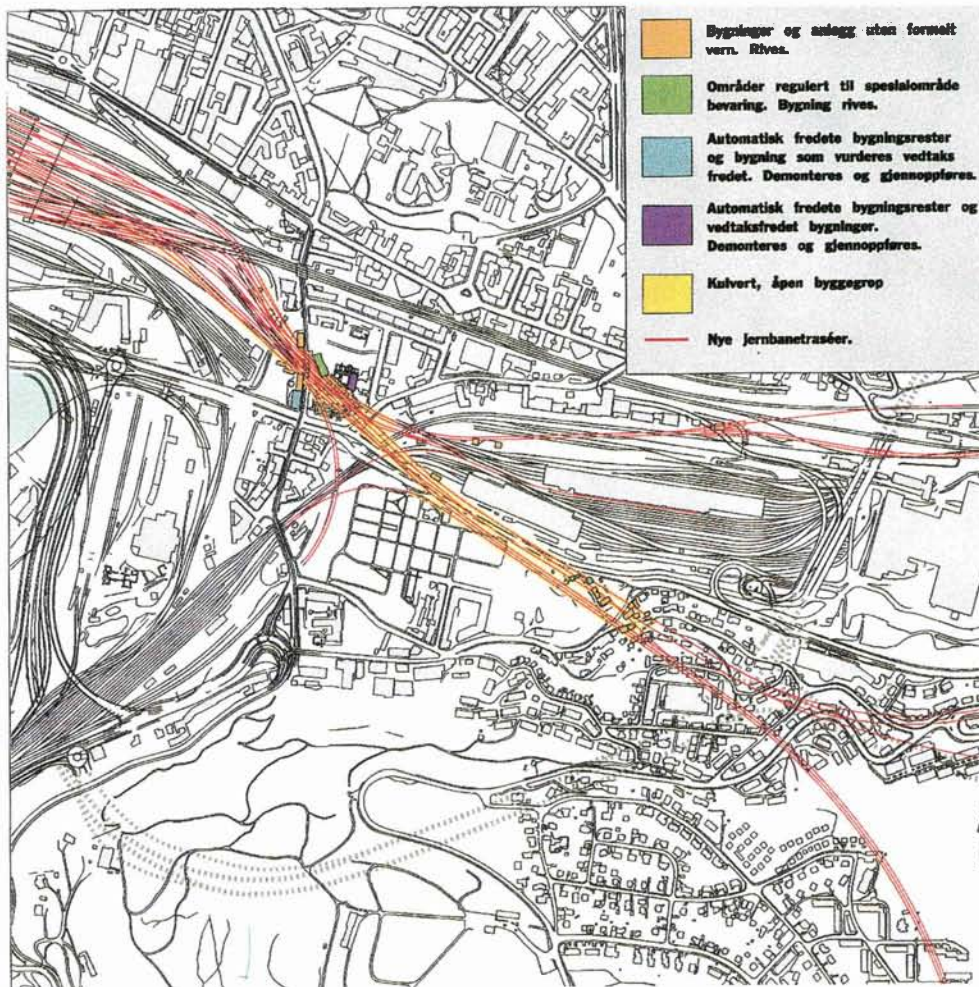 Bygninger og anlegg uten formelt
vern. Rives.
Områder regulert til spesialområde
bevaring. Bygning rives.
Automatisk fredete bygningsrester
og bygning som vurderes vedtaks
fredet. Demonteres og gjennoppføres.
Automatisk fredete bygningsrester og
vedtaksfredet bygninger.
Demonteres og gjennoppføres.
Kulvert, åpen byggegrop
Nye jernbanetraséer.